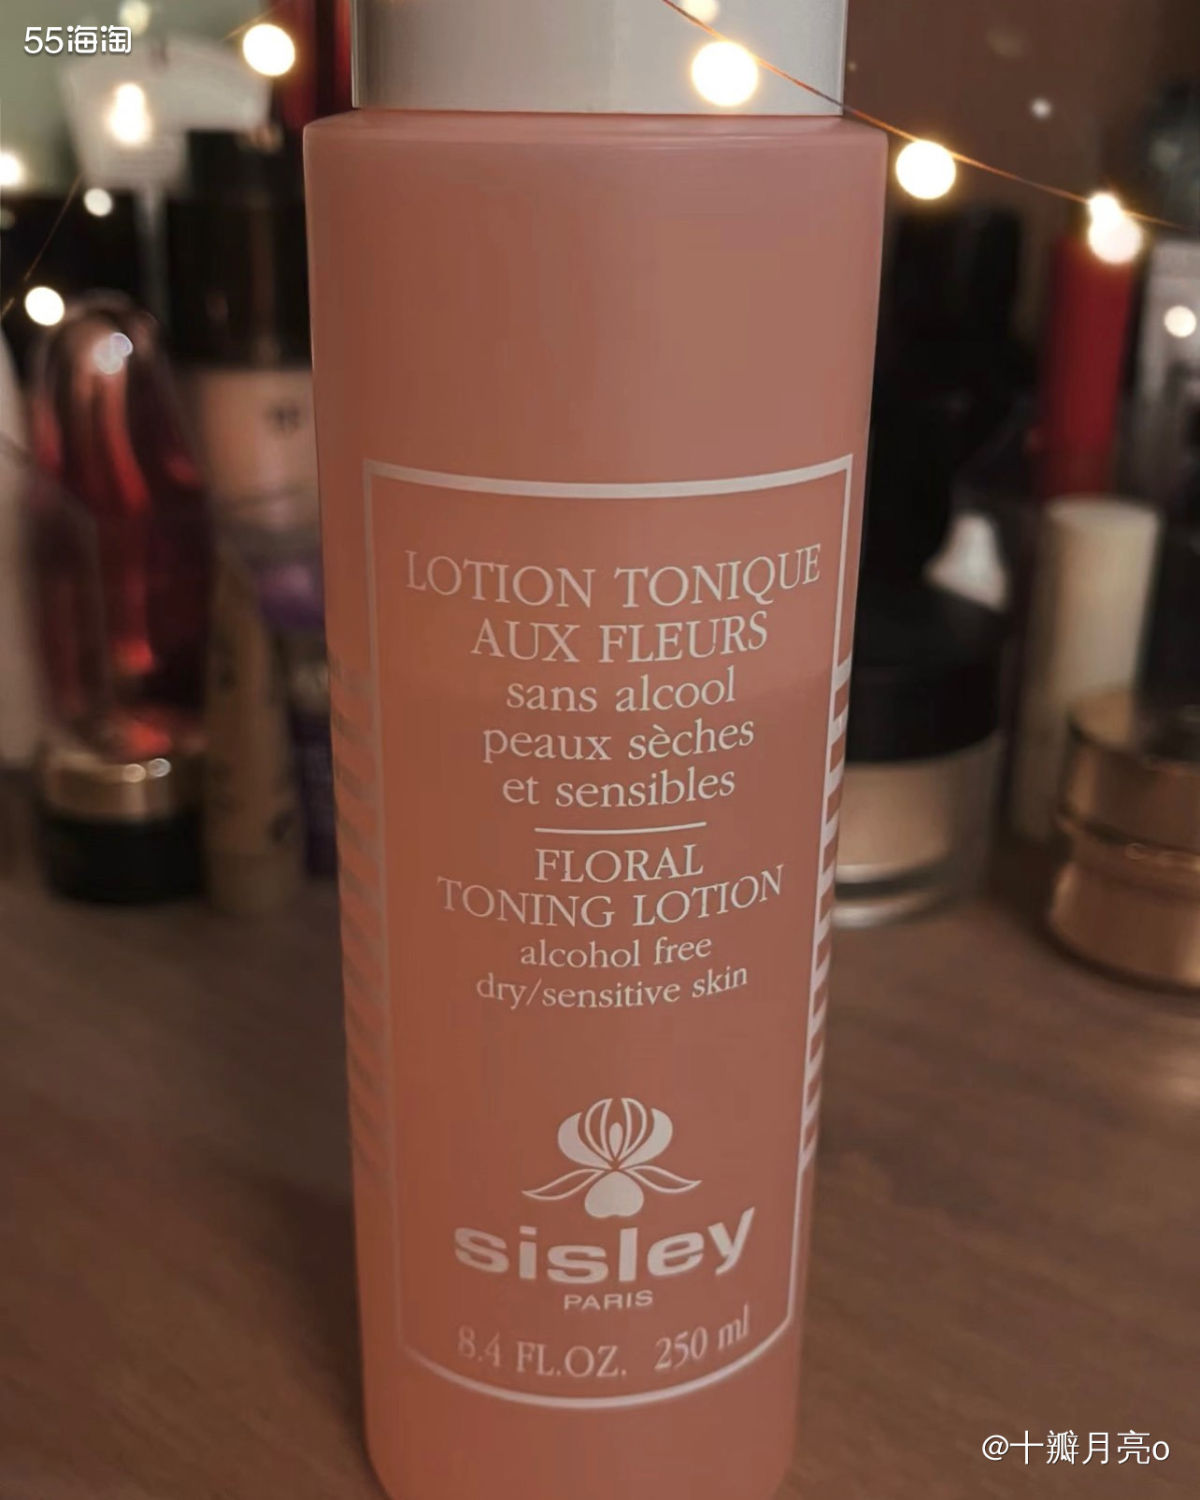 55海淘
LOTION TONIQUE
AUX FLEURS
sans alcool
peaux sèches
et sensibles
FLORAL
TONING LOTION
alcohol free
dry/sensitive skin
sisley
PARIS
8.4 FL.OZ. 250 ml
@十瓣月亮o